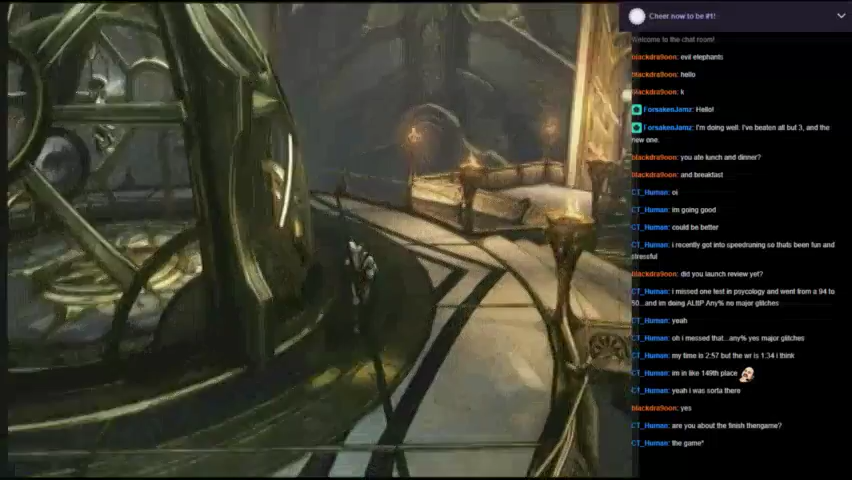 Cheer now to be #1!
Welcome to the chat room!
blackdra9oon: evil elephants
blackdra9oon: hello
blackdra9oon: k
ForsakenJamz: Hello!
ForsakenJamz: I'm doing well. I've beaten all but 3, and the
new one.
blackdra9oon: you ate lunch and dinner?
blackdra9oon: and breakfast
CT_Human: oi
CT_Human: im going good
CT_Human: could be better
CT_Human: i recently got into speedruning so thats been fun and
stressful
blackdra9oon: did you launch review yet?
CT_Human: i missed one test in psycology and went from a 94 to
50...and im doing ALttP Any% no major glitches
CT_Human: yeah
CT_Human: oh i messed that...any% yes major glitches
CT_Human: my time is 2:57 but the wr is 1:34 i think
CT_Human: im in like 149th place
CT_Human: yeah i was sorta there
blackdra9oon: yes
CT_Human: are you about the finish thengame?
CT_Human: the game*